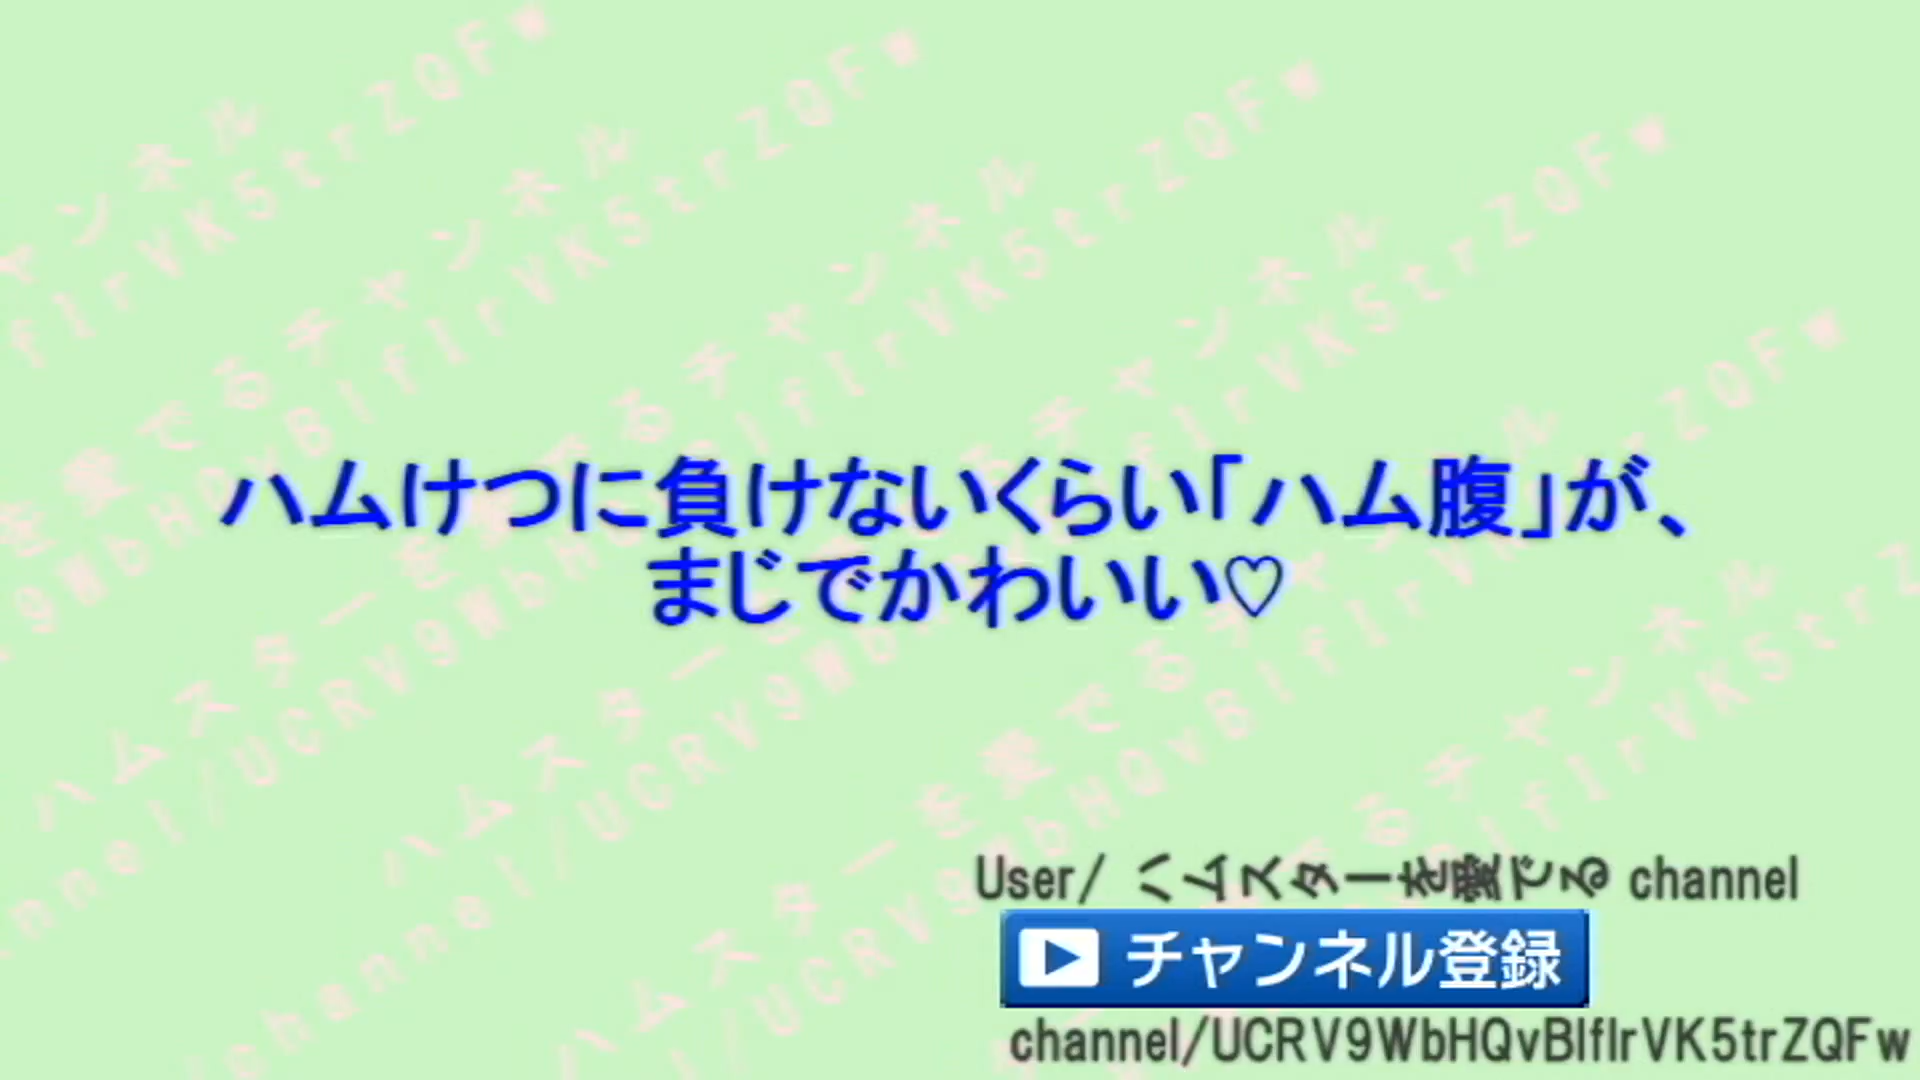 ハムけつに負けないくらい「ハム腹」が、
まじでかわいい♡
User/ ハムスターを愛でる channel
チャンネル登録
channel/UCRV9WbHQvBlfIrVK5trZQFw